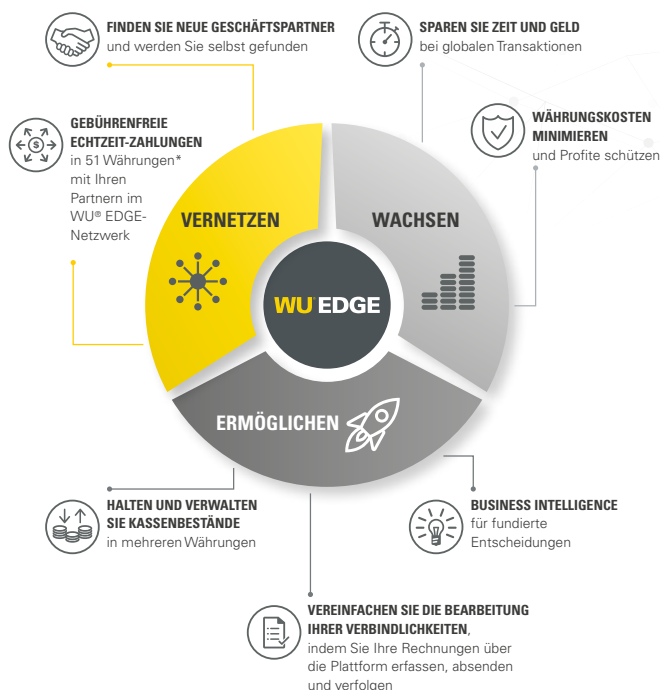 FINDEN SIE NEUE GESCHÄFTSPARTNER
und werden Sie selbst gefunden
SPAREN SIE ZEIT UND GELD
bei globalen Transaktionen
GEBÜHRENFREIE
ECHTZEIT-ZAHLUNGEN
in 51 Währungen*
mit Ihren
Partnern im
WU® EDGE-
Netzwerk
$
WÄHRUNGSKOSTEN
MINIMIEREN
und Profite schützen
VERNETZEN
WACHSEN
WU EDGE
ERMÖGLICHEN
HALTEN UND VERWALTEN
SIE KASSENBESTÄNDE
in mehreren Währungen
BUSINESS INTELLIGENCE
für fundierte
Entscheidungen
VEREINFACHEN SIE DIE BEARBEITUNG
IHRER VERBINDLICHKEITEN,
indem Sie Ihre Rechnungen über
die Plattform erfassen, absenden
und verfolgen